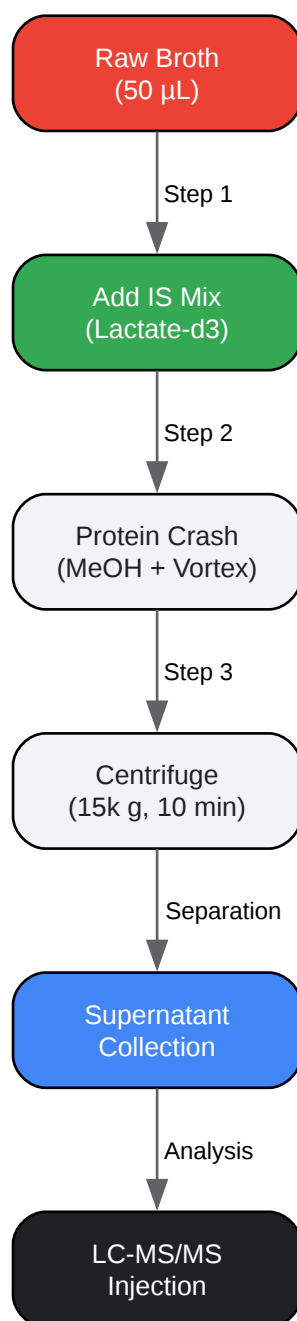 Raw Broth
(50 µL)
Step 1
Add IS Mix
(Lactate-d3)
Step 2
Protein Crash
(MeOH + Vortex)
Step 3
Centrifuge
(15k g, 10 min)
Separation
Supernatant
Collection
Analysis
LC-MS/MS
Injection